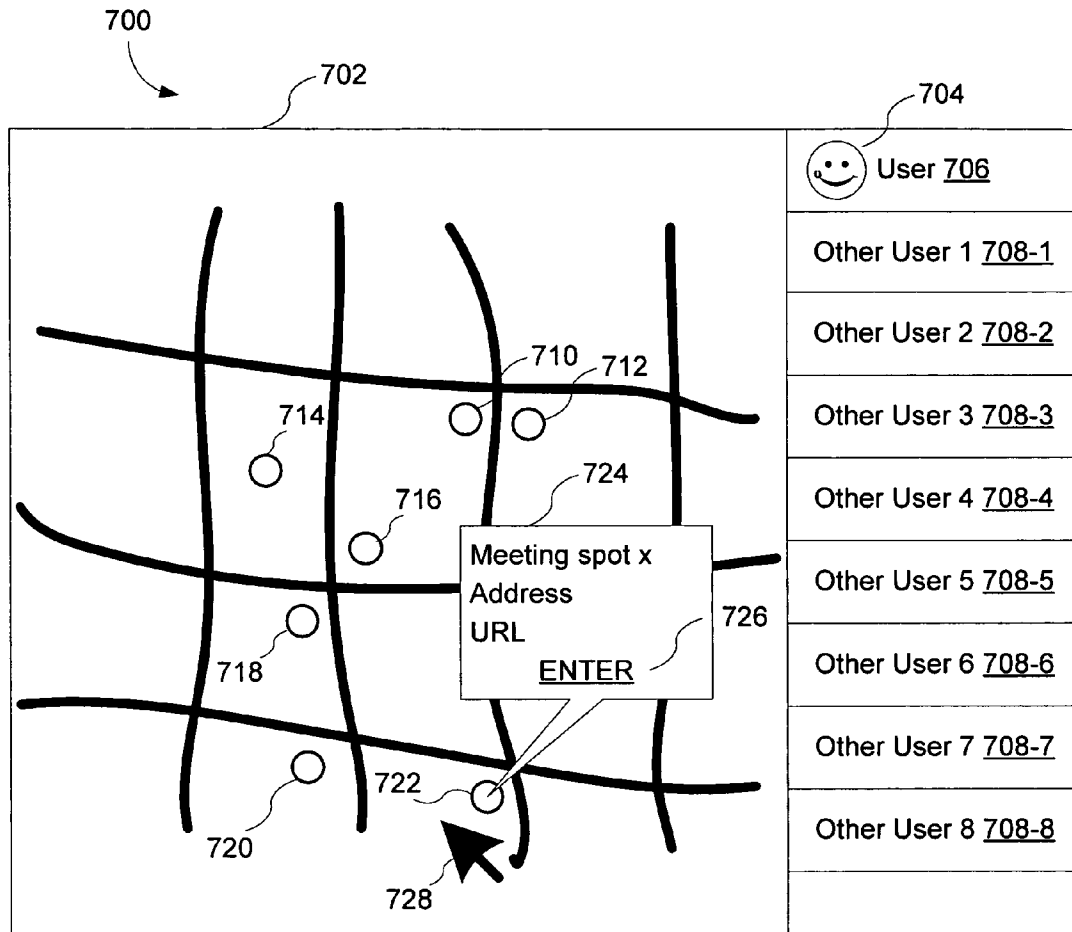 700
702
704
User 706
Other User 1 708-1
Other User 2 708-2
710
712
Other User 3 708-3
714
724
Other User 4 708-4
716
Meeting spot x
Address
URL
ENTER
726
Other User 5 708-5
718
Other User 6 708-6
722
Other User 7 708-7
720
728
Other User 8 708-8